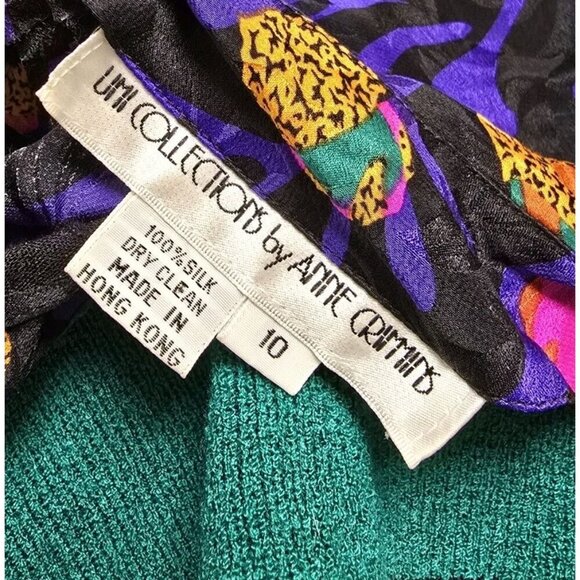 UMI COLLECTIONS by ANNE CRIMMINS
100% SILK
DRY CLEAN
MADE IN
HONG KONG
10